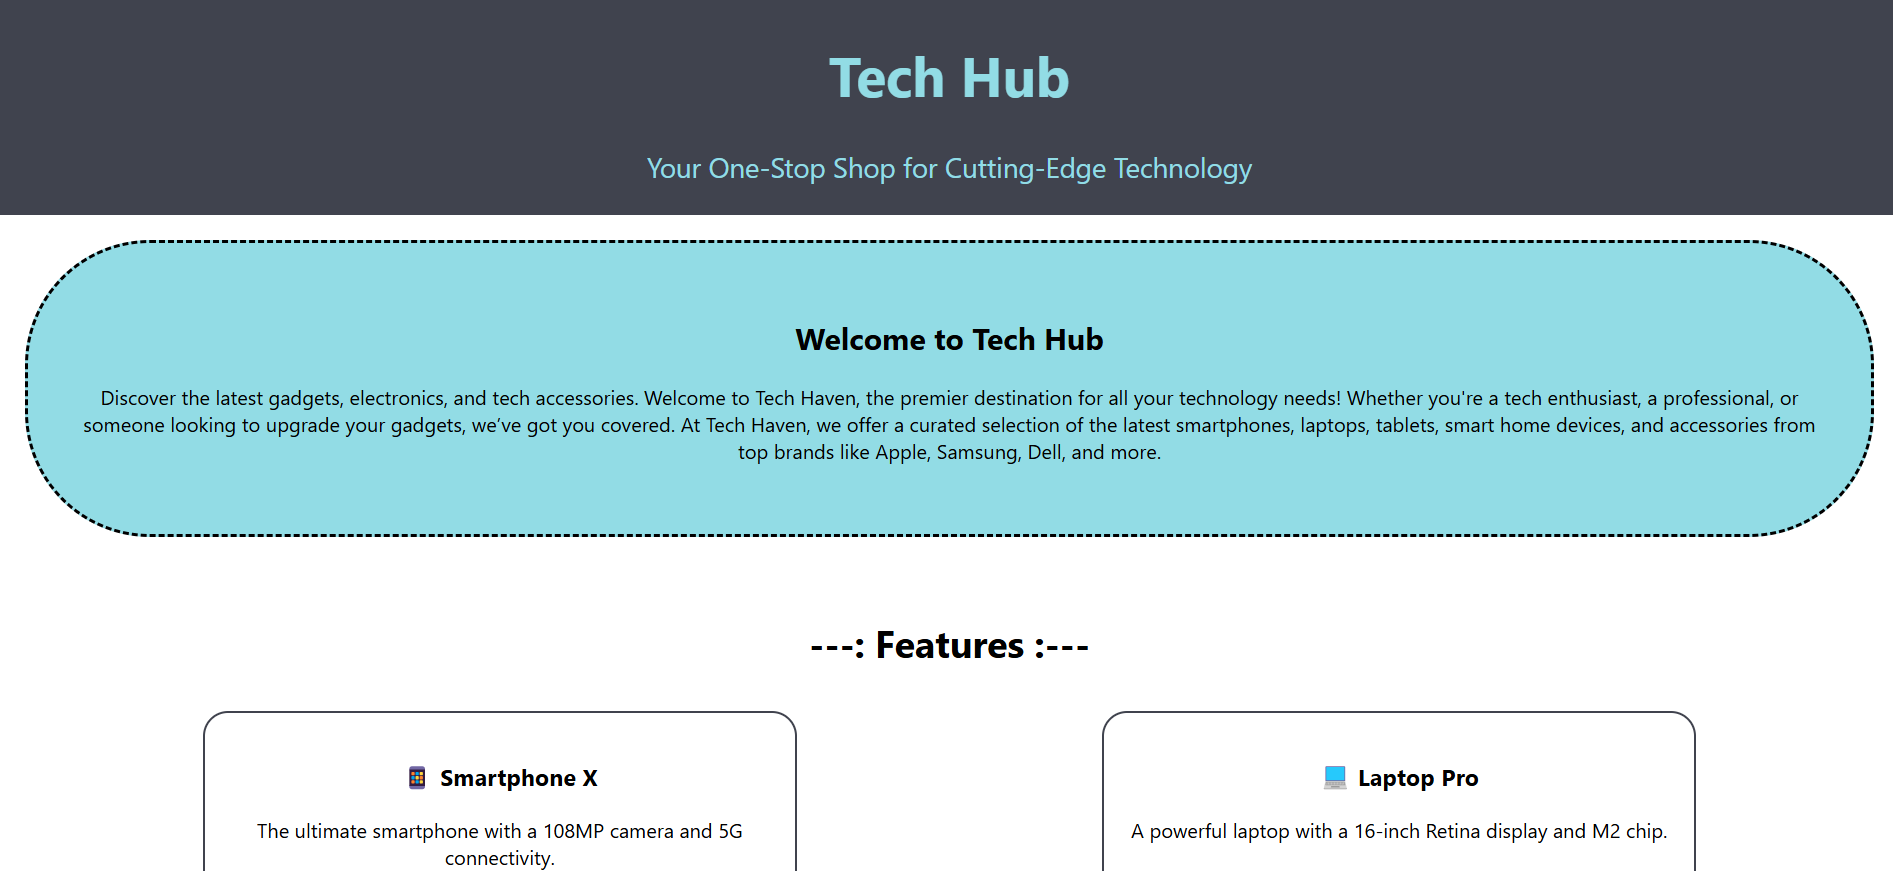 Tech Hub
Your One-Stop Shop for Cutting-Edge Technology
Welcome to Tech Hub
Discover the latest gadgets, electronics, and tech accessories. Welcome to Tech Haven, the premier destination for all your technology needs! Whether you're a tech enthusiast, a professional, or
someone looking to upgrade your gadgets, we’ve got you covered. At Tech Haven, we offer a curated selection of the latest smartphones, laptops, tablets, smart home devices, and accessories from
top brands like Apple, Samsung, Dell, and more.
---: Features :---
Smartphone X
The ultimate smartphone with a 108MP camera and 5G
connectivity.
Laptop Pro
A powerful laptop with a 16-inch Retina display and M2 chip.